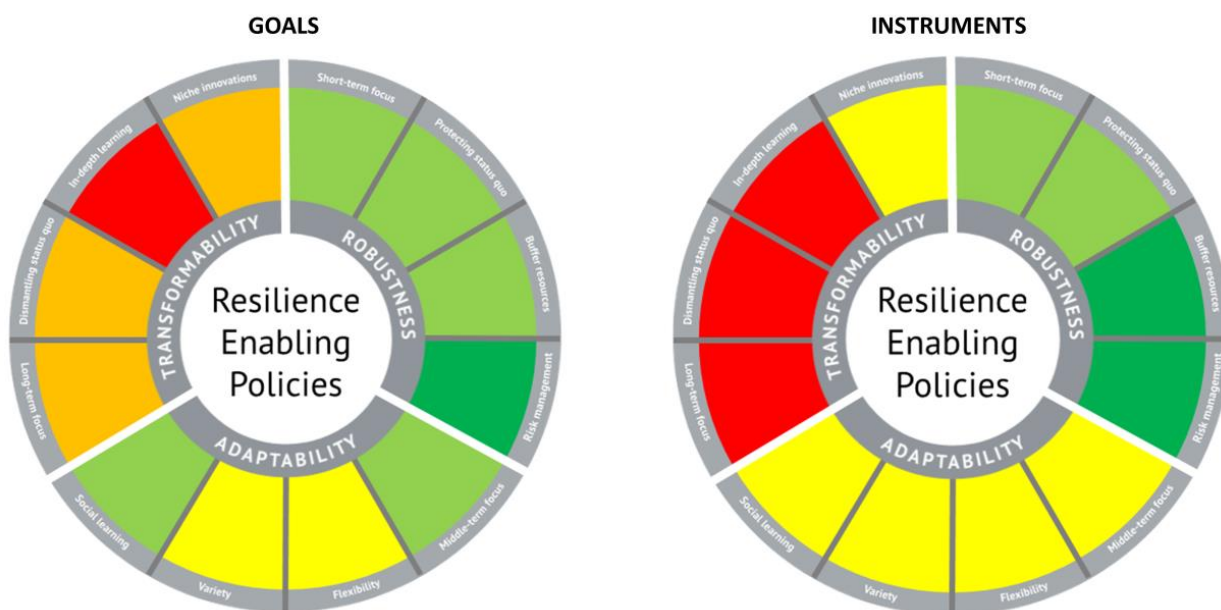 GOALS
Short-term focus
Protecting status quo
Buffer resources
Risk management
Middle-term focus
Flexibility
Variety
Social learning
Long-term focus
Dismantling status quo
In-depth learning
Niche innovations
ROBUSTNESS
ADAPTABILITY
TRANSFORMABILITY
Resilience
Enabling
Policies
INSTRUMENTS
Short-term focus
Protecting status quo
Buffer resources
Risk management
Middle-term focus
Flexibility
Variety
Social learning
Long-term focus
Dismantling status quo
In-depth learning
Niche innovations
ROBUSTNESS
ADAPTABILITY
TRANSFORMABILITY
Resilience
Enabling
Policies